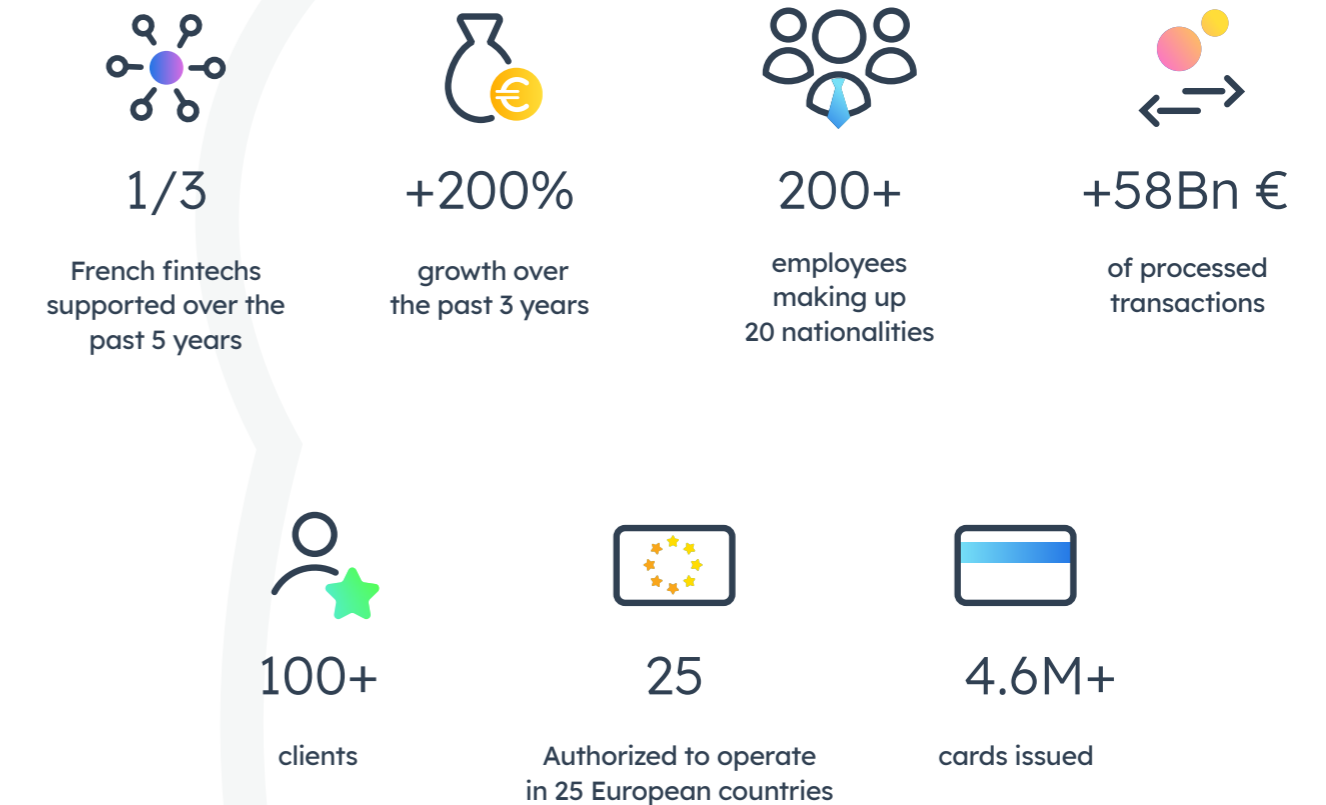 1/3
French fintechs
supported over the
past 5 years
€
+200%
growth over
the past 3 years
200+
employees
making up
20 nationalities
+58Bn €
of processed
transactions
100+
clients
25
Authorized to operate
in 25 European countries
4.6M+
cards issued